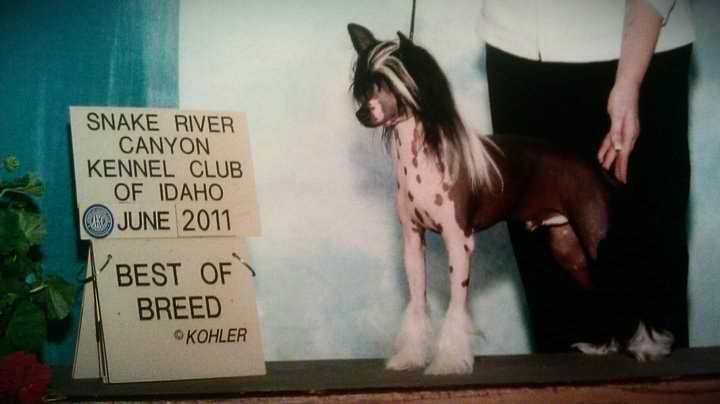 SNAKE RIVER
CANYON
KENNEL CLUB
OF IDAHO
JUNE 2011
BEST OF
BREED
© KOHLER